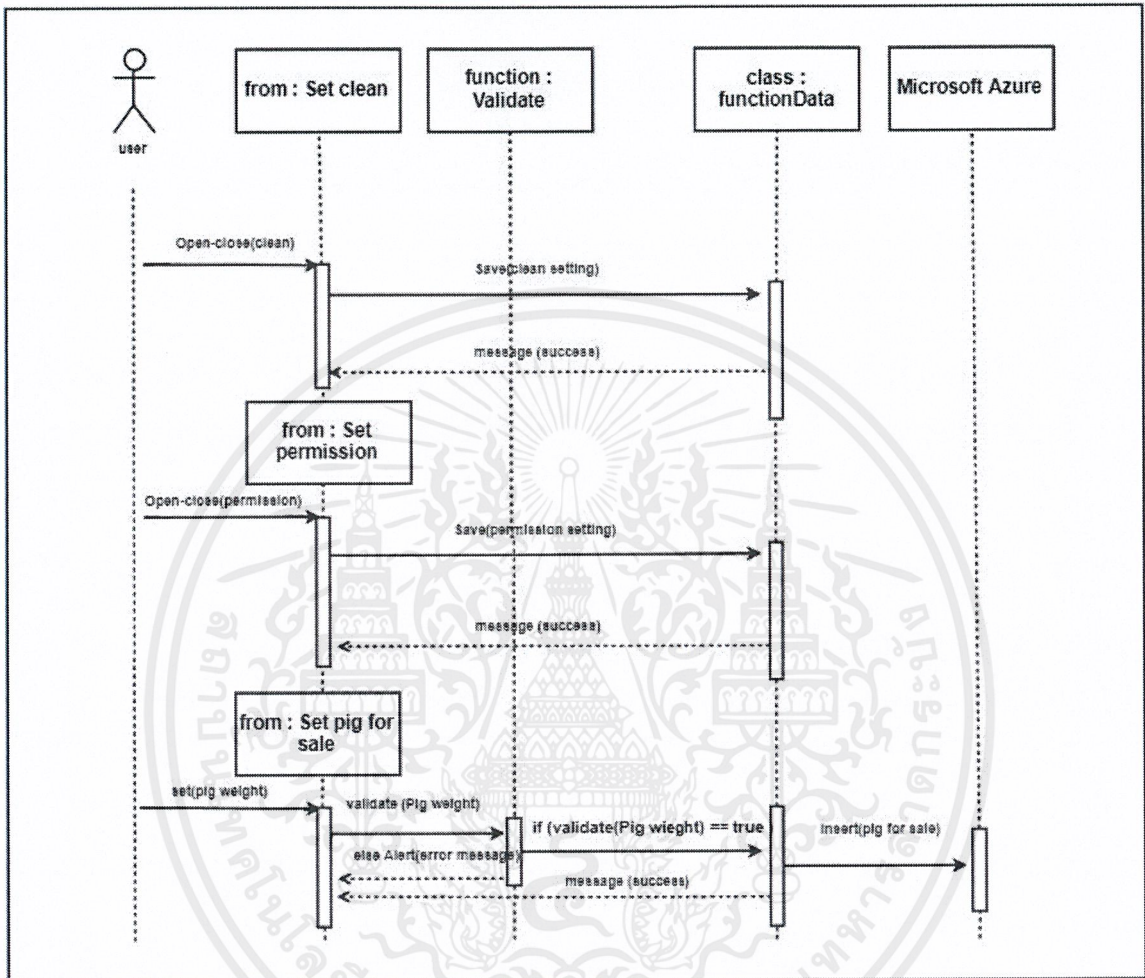 from : Set clean
function :
Validate
class :
functionData
Microsoft Azure
user
Open-close(clean)
Save(clean setting)
message (success)
from : Set
permission
Open-close(permission)
Save(permission setting)
message (success)
from : Set pig for
sale
set(pig weight)
validate (Pig weight)
if (validate(Pig wieght) == true
Insert(pig for sale)
else Alert(error message)
message (success)